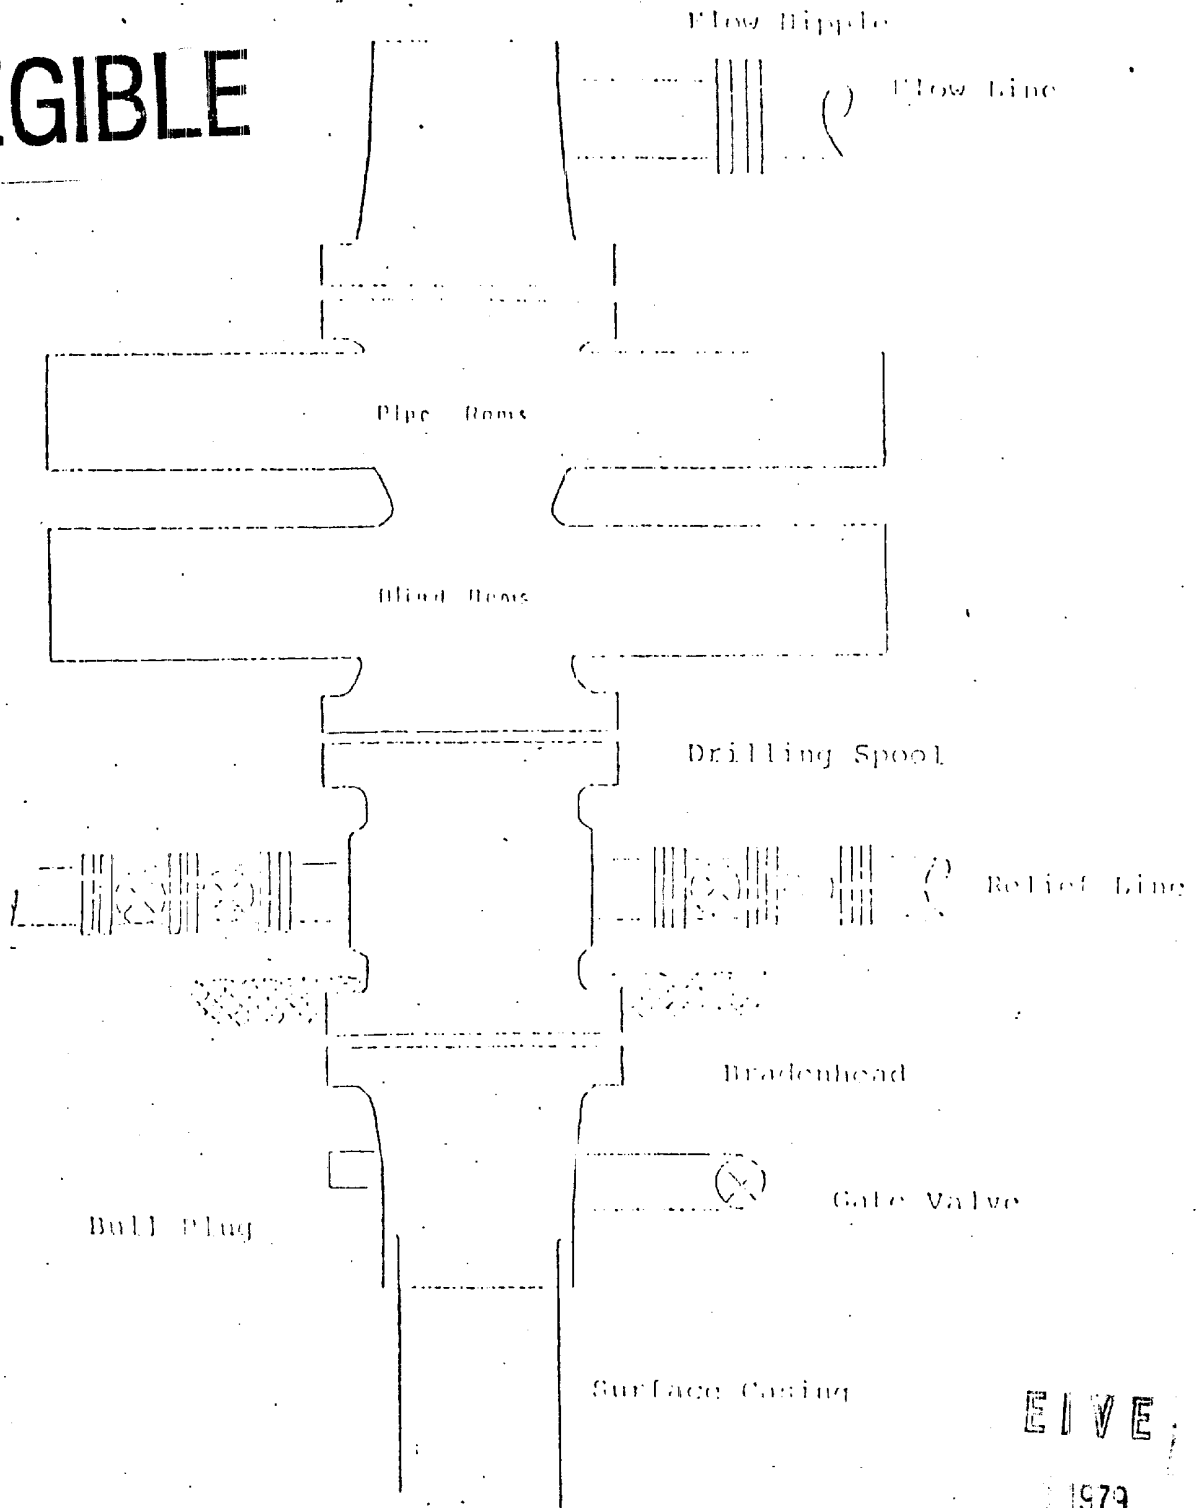 EGIBLE
Flow Nipple
Flow Line
Pipe Rams
Blind Rams
Drilling Spool
Relief Line
Bradenhead
Gate Valve
Bull Plug
Surface Casing
EIVE
1979